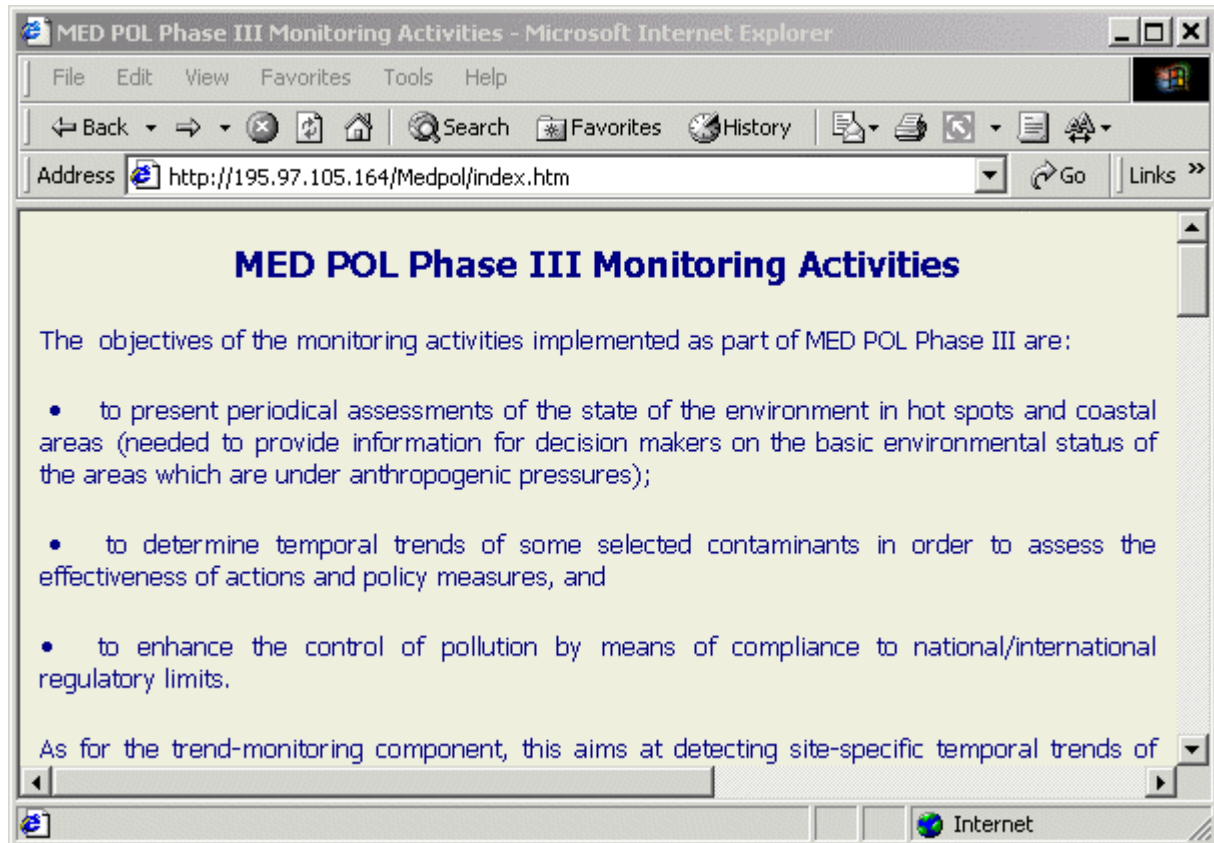 MED POL Phase III Monitoring Activities - Microsoft Internet Explorer
File Edit View Favorites Tools Help
Back Search Favorites History
Address http://195.97.105.164/Medpol/index.htm Go Links »
MED POL Phase III Monitoring Activities
The objectives of the monitoring activities implemented as part of MED POL Phase III are:
• to present periodical assessments of the state of the environment in hot spots and coastal
areas (needed to provide information for decision makers on the basic environmental status of
the areas which are under anthropogenic pressures);
• to determine temporal trends of some selected contaminants in order to assess the
effectiveness of actions and policy measures, and
• to enhance the control of pollution by means of compliance to national/international
regulatory limits.
As for the trend-monitoring component, this aims at detecting site-specific temporal trends of
Internet